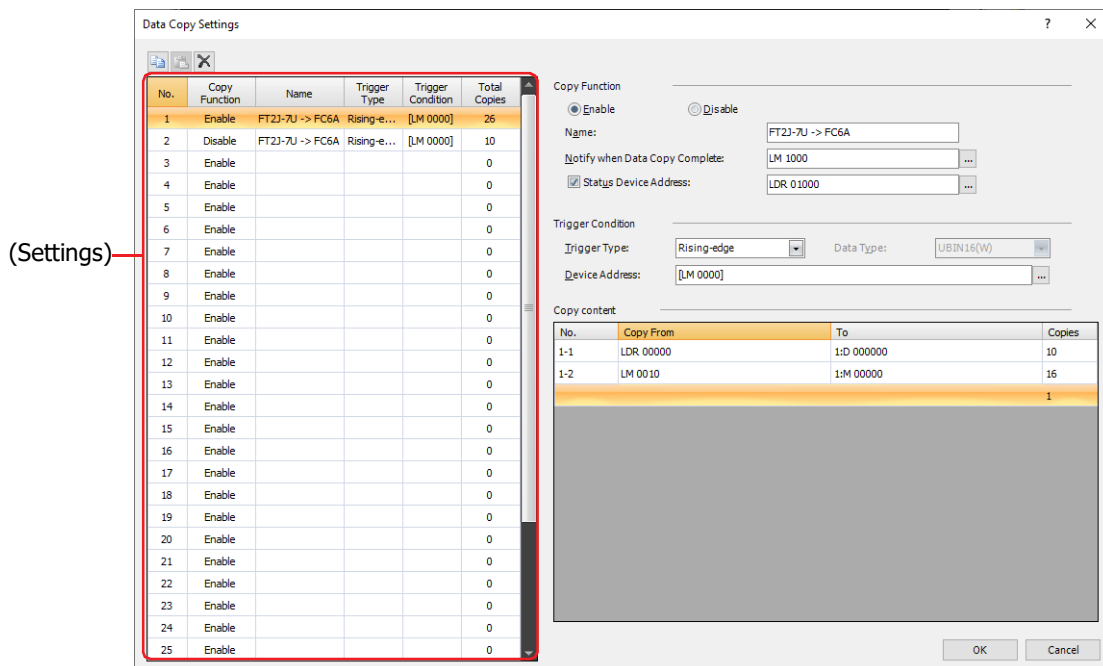 Data Copy Settings ? ×
(Settings)
No. Copy Function Name Trigger Type Trigger Condition Total Copies
1 Enable FT2J-7U -> FC6A Rising-e... [LM 0000] 26
2 Disable FT2J-7U -> FC6A Rising-e... [LM 0000] 10
3 Enable 0
4 Enable 0
5 Enable 0
6 Enable 0
7 Enable 0
8 Enable 0
9 Enable 0
10 Enable 0
11 Enable 0
12 Enable 0
13 Enable 0
14 Enable 0
15 Enable 0
16 Enable 0
17 Enable 0
18 Enable 0
19 Enable 0
20 Enable 0
21 Enable 0
22 Enable 0
23 Enable 0
24 Enable 0
25 Enable 0
Copy Function
Enable Disable
Name: FT2J-7U -> FC6A
Notify when Data Copy Complete: LM 1000 ...
Status Device Address: LDR 01000 ...
Trigger Condition
Trigger Type: Rising-edge Data Type: UBIN16(W)
Device Address: [LM 0000] ...
Copy content
No. Copy From To Copies
1-1 LDR 00000 1:D 000000 10
1-2 LM 0010 1:M 00000 16
1
OK Cancel